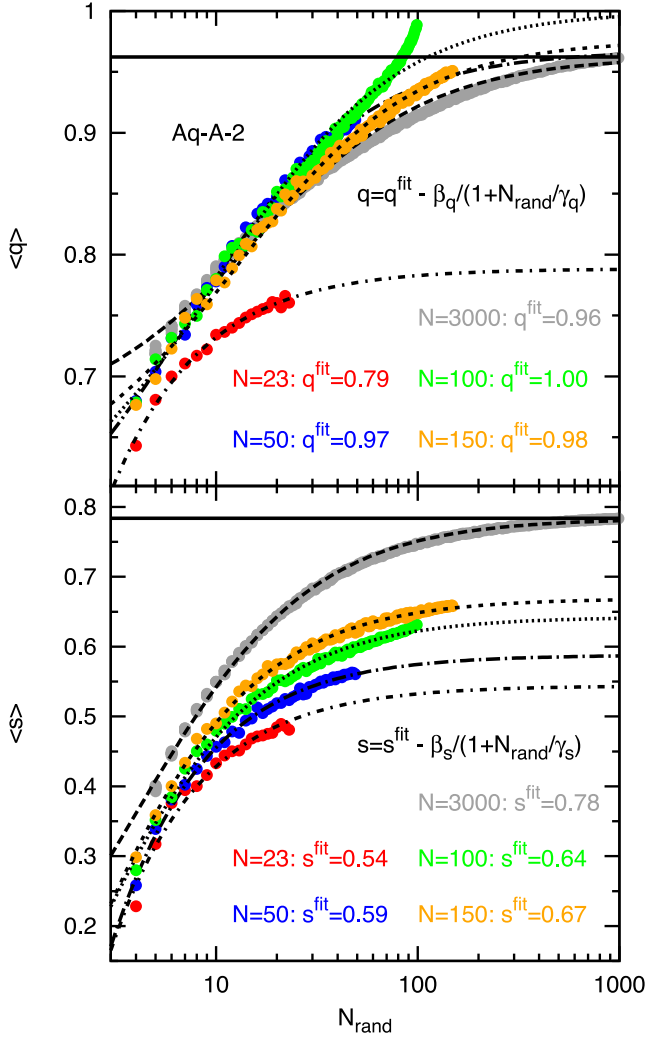 1
0.9
0.8
0.7
<q>
Aq-A-2
q=q^fit - β_q/(1+N_rand/γ_q)
N=3000: q^fit=0.96
N=23: q^fit=0.79 N=100: q^fit=1.00
N=50: q^fit=0.97 N=150: q^fit=0.98
0.8
0.7
0.6
0.5
0.4
0.3
0.2
<s>
s=s^fit - β_s/(1+N_rand/γ_s)
N=3000: s^fit=0.78
N=23: s^fit=0.54 N=100: s^fit=0.64
N=50: s^fit=0.59 N=150: s^fit=0.67
10 100 1000
N_rand